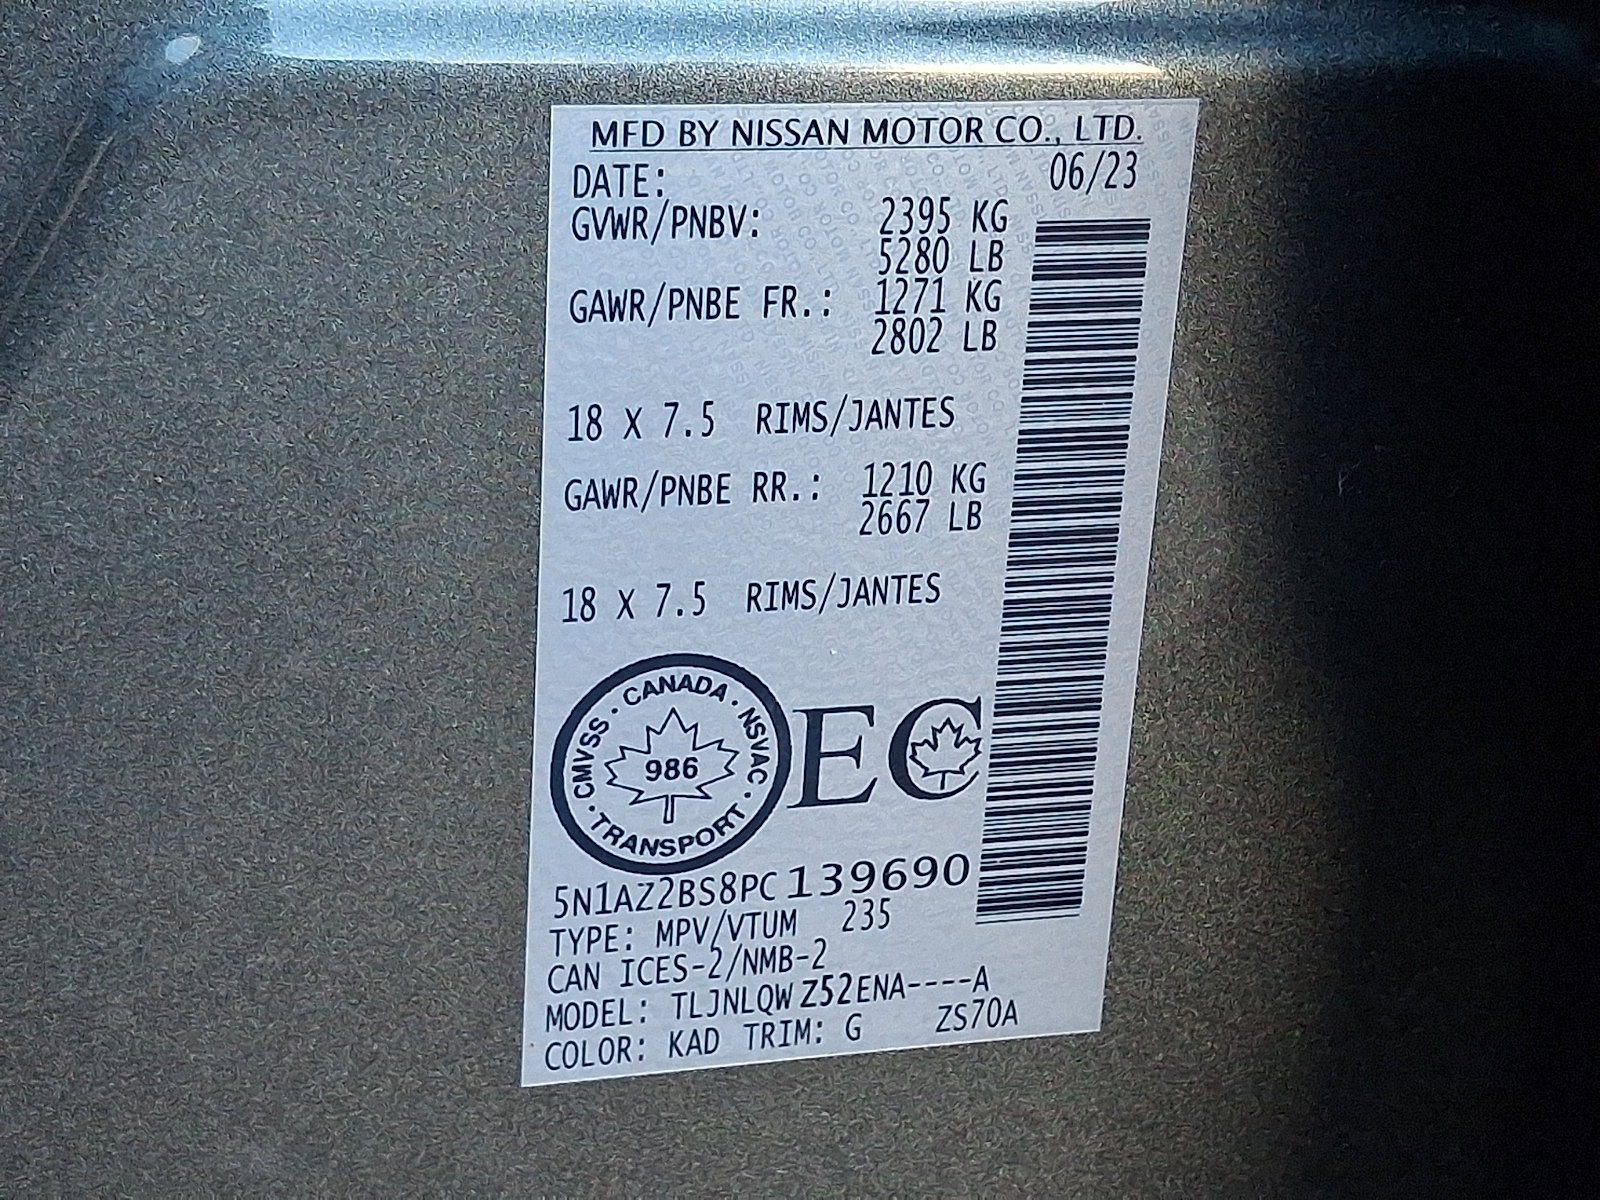 MFD BY NISSAN MOTOR CO., LTD.
DATE: 06/23
GVWR/PNBV: 2395 KG
5280 LB
GAWR/PNBE FR.: 1271 KG
2802 LB
18 X 7.5 RIMS/JANTES
GAWR/PNBE RR.: 1210 KG
2667 LB
18 X 7.5 RIMS/JANTES
CANADA · NSVAC · TRANSPORT · CMVSS ·
986
EC
5N1AZ2BS8PC139690
TYPE: MPV/VTUM 235
CAN ICES-2/NMB-2
MODEL: TLJNLQWZ52ENA----A
COLOR: KAD TRIM: G ZS70A